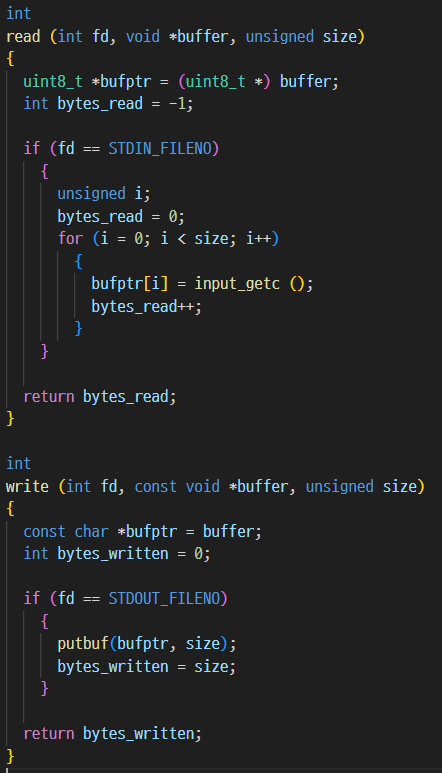 int
read (int fd, void *buffer, unsigned size)
{
  uint8_t *bufptr = (uint8_t *) buffer;
  int bytes_read = -1;

  if (fd == STDIN_FILENO)
    {
      unsigned i;
      bytes_read = 0;
      for (i = 0; i < size; i++)
        {
          bufptr[i] = input_getc ();
          bytes_read++;
        }
    }

  return bytes_read;
}

int
write (int fd, const void *buffer, unsigned size)
{
  const char *bufptr = buffer;
  int bytes_written = 0;

  if (fd == STDOUT_FILENO)
    {
      putbuf(bufptr, size);
      bytes_written = size;
    }

  return bytes_written;
}